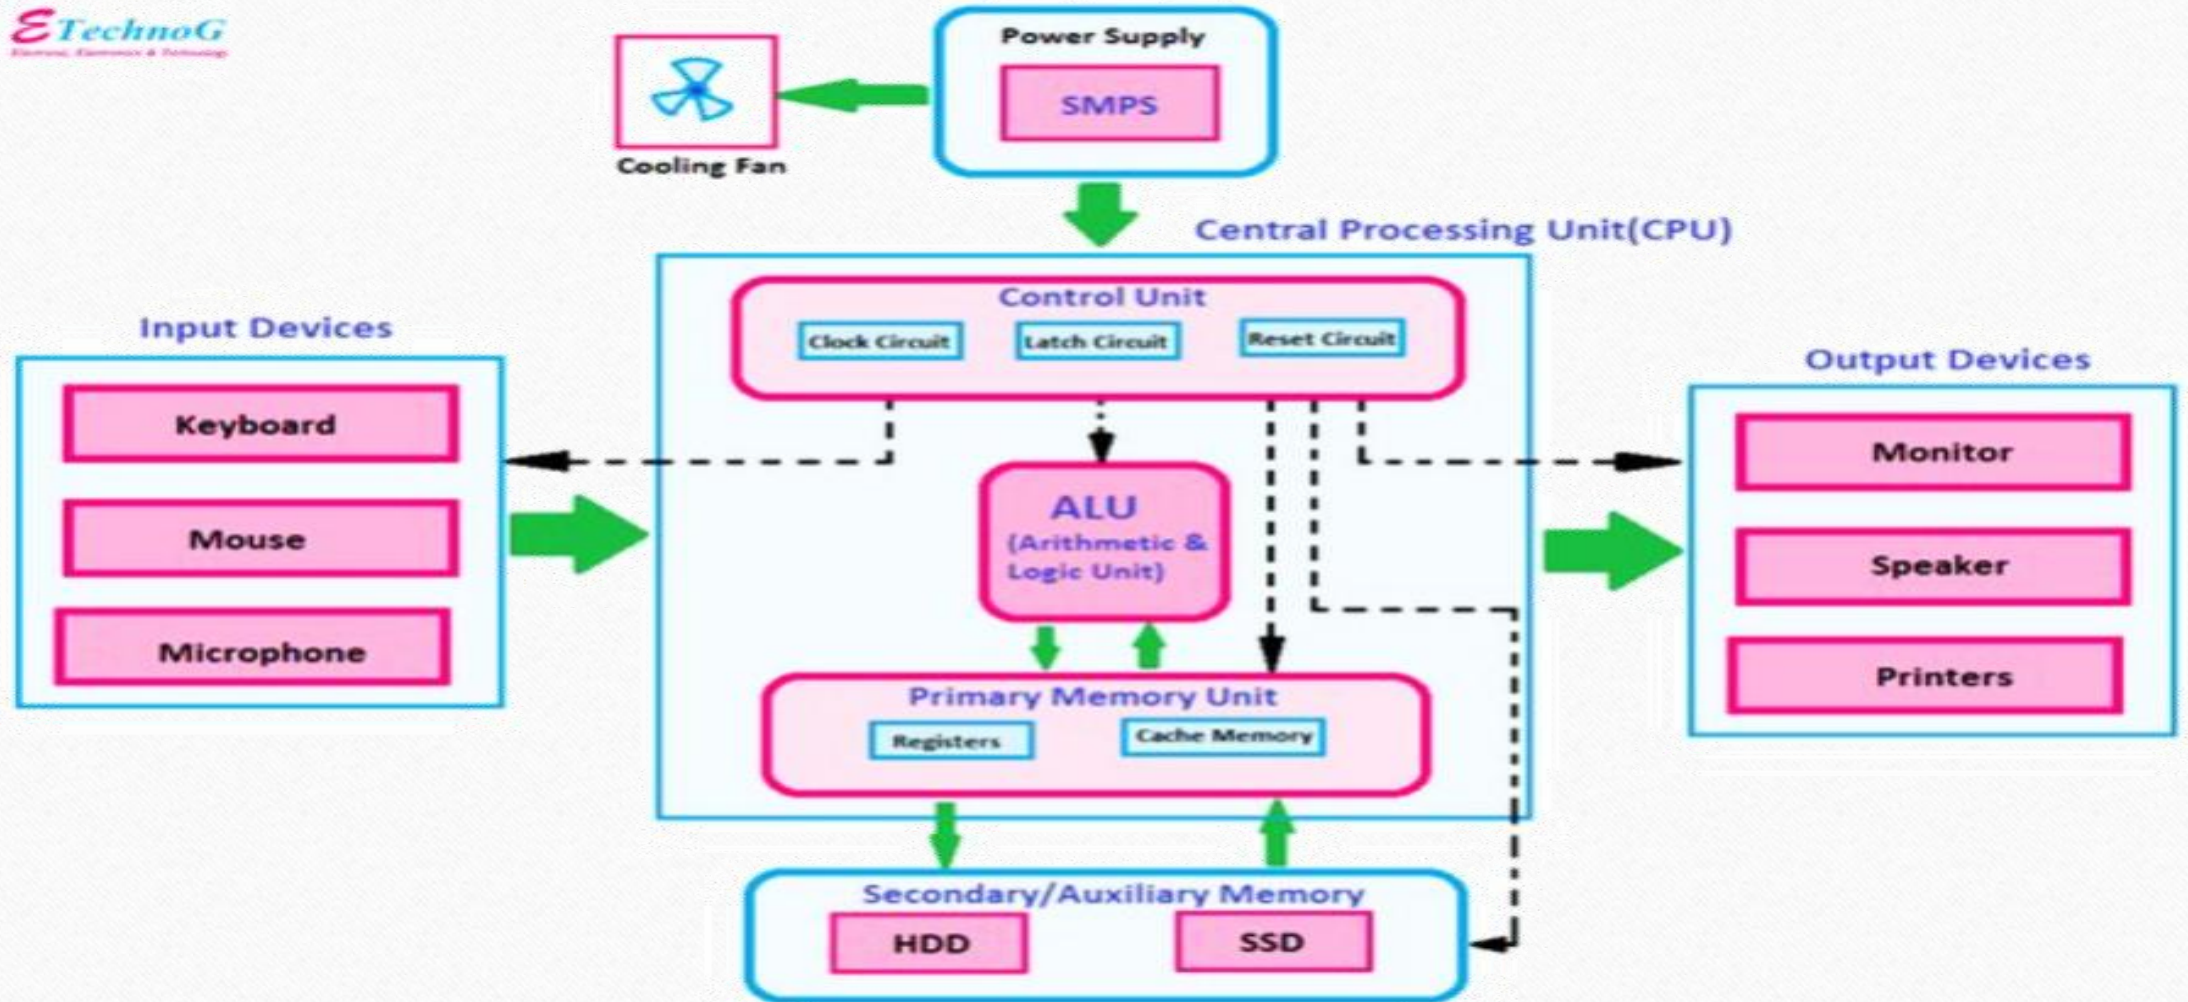 ETechnoG
Power Supply
SMPS
Cooling Fan
Central Processing Unit(CPU)
Control Unit
Clock Circuit
Latch Circuit
Reset Circuit
Input Devices
Keyboard
Mouse
Microphone
ALU
(Arithmetic &
Logic Unit)
Primary Memory Unit
Registers
Cache Memory
Output Devices
Monitor
Speaker
Printers
Secondary/Auxiliary Memory
HDD
SSD